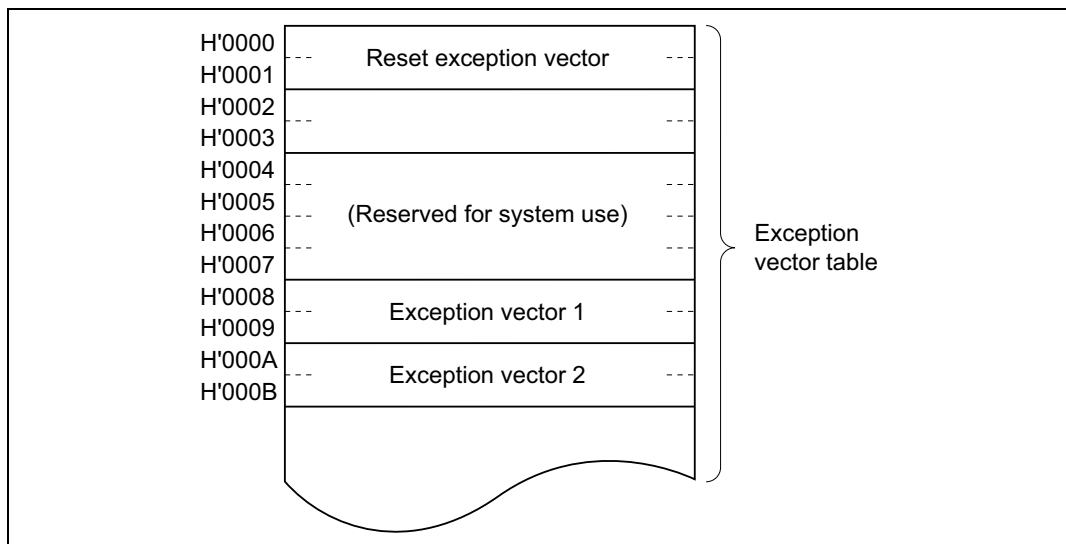 H'0000
H'0001
Reset exception vector
H'0002
H'0003
H'0004
H'0005
H'0006
H'0007
(Reserved for system use)
H'0008
H'0009
Exception vector 1
H'000A
H'000B
Exception vector 2
Exception
vector table